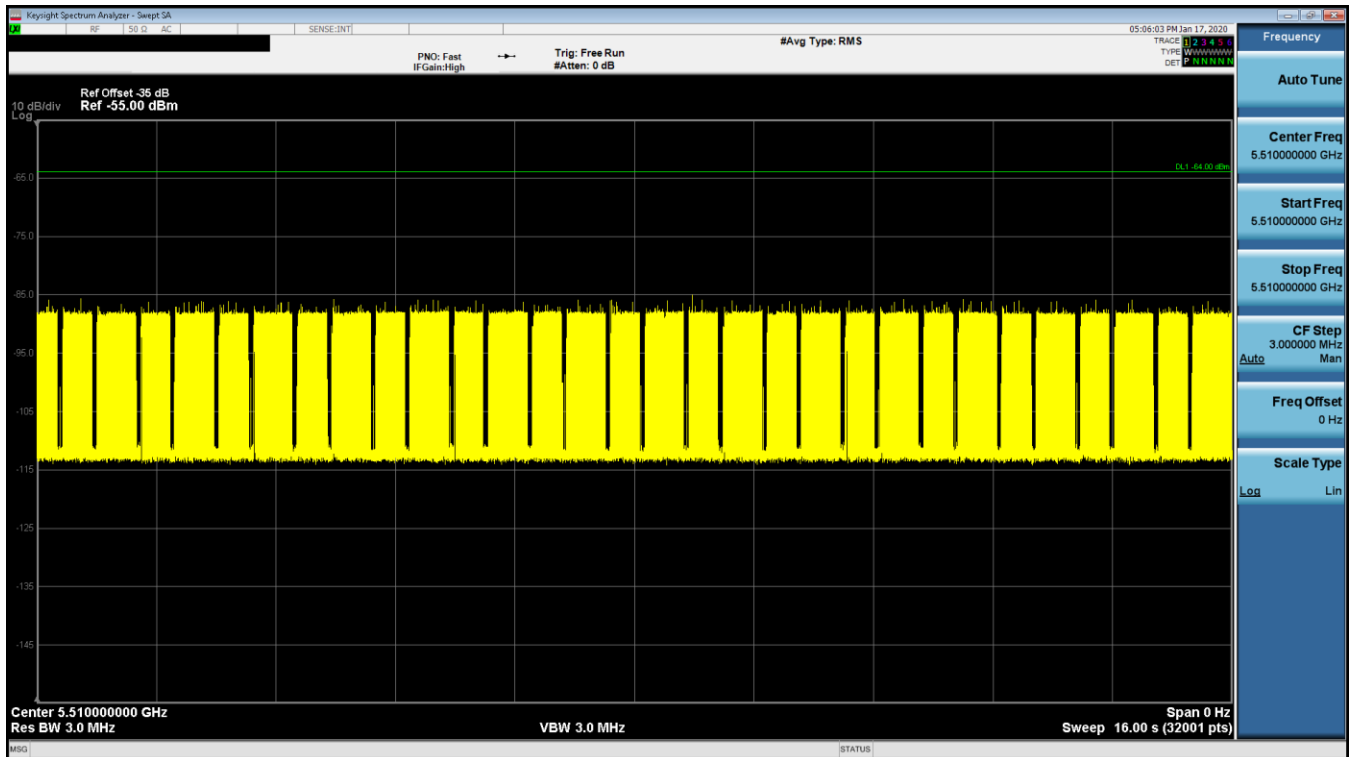 Keysight Spectrum Analyzer - Swept SA
LXI RF 50 Ω AC SENSE:INT 05:06:03 PM Jan 17, 2020
#Avg Type: RMS TRACE 1 2 3 4 5 6
PNO: Fast Trig: Free Run TYPE WWWWWW
IFGain:High #Atten: 0 dB DET P N N N N N
Ref Offset -35 dB
10 dB/div Ref -55.00 dBm
Log
DL1 -64.00 dBm
-65.0
-75.0
-85.0
-95.0
-105
-115
-125
-135
-145
Center 5.510000000 GHz Span 0 Hz
Res BW 3.0 MHz VBW 3.0 MHz Sweep 16.00 s (32001 pts)
MSG STATUS
Frequency
Auto Tune
Center Freq
5.510000000 GHz
Start Freq
5.510000000 GHz
Stop Freq
5.510000000 GHz
CF Step
3.000000 MHz
Auto Man
Freq Offset
0 Hz
Scale Type
Log Lin